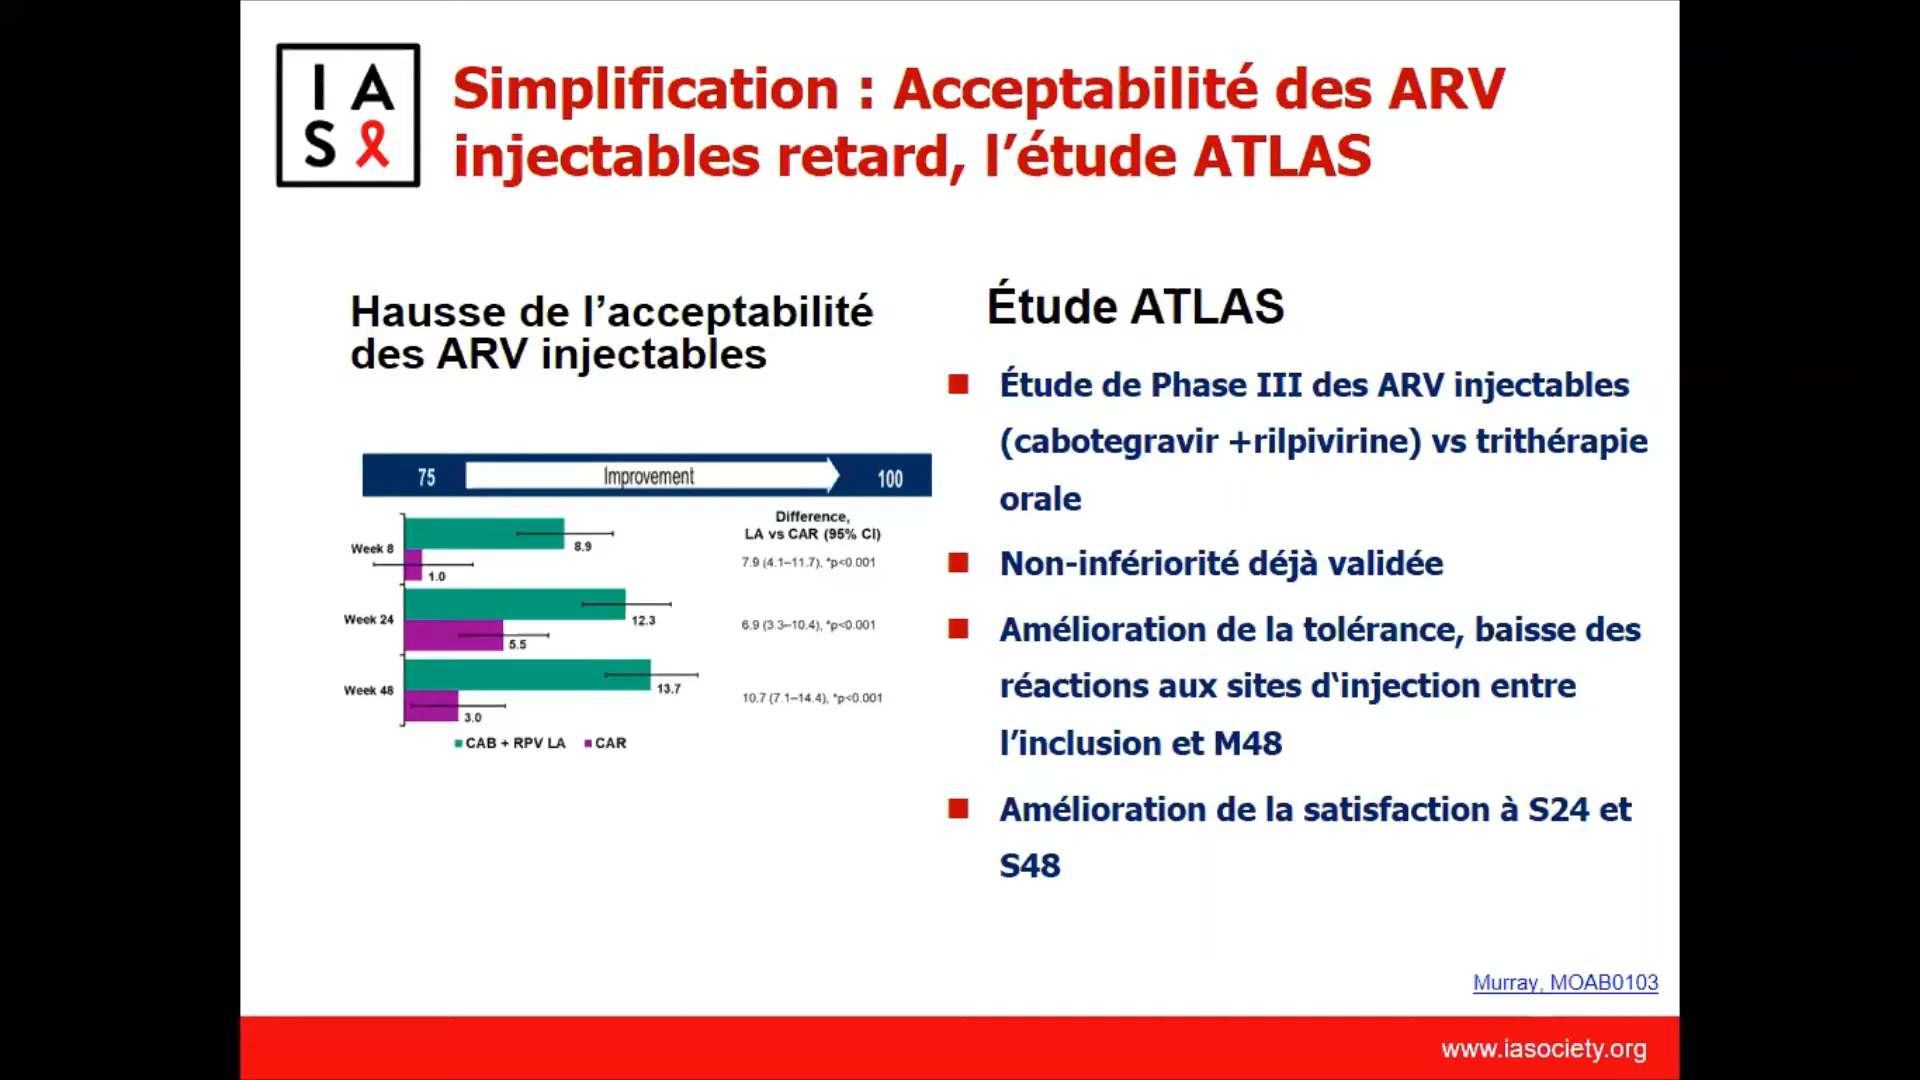 I A
S
Simplification : Acceptabilité des ARV
injectables retard, l’étude ATLAS
Hausse de l’acceptabilité
des ARV injectables
75 Improvement 100
Difference,
LA vs CAR (95% CI)
Week 8
8.9
1.0
7.9 (4.1–11.7), *p<0.001
Week 24
12.3
5.5
6.9 (3.3–10.4), *p<0.001
Week 48
13.7
3.0
10.7 (7.1–14.4), *p<0.001
CAB + RPV LA CAR
Étude ATLAS
Étude de Phase III des ARV injectables
(cabotegravir +rilpivirine) vs trithérapie
orale
Non-infériorité déjà validée
Amélioration de la tolérance, baisse des
réactions aux sites d‘injection entre
l’inclusion et M48
Amélioration de la satisfaction à S24 et
S48
Murray, MOAB0103
www.iasociety.org